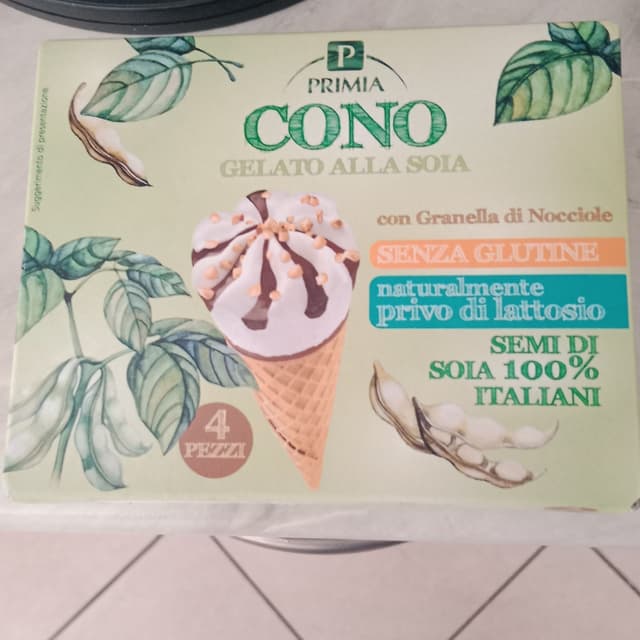 P
PRIMIA
CONO
GELATO ALLA SOIA
con Granella di Nocciole
SENZA GLUTINE
naturalmente
privo di lattosio
SEMI DI
SOIA 100%
ITALIANI
4
PEZZI
Suggerimento di presentazione